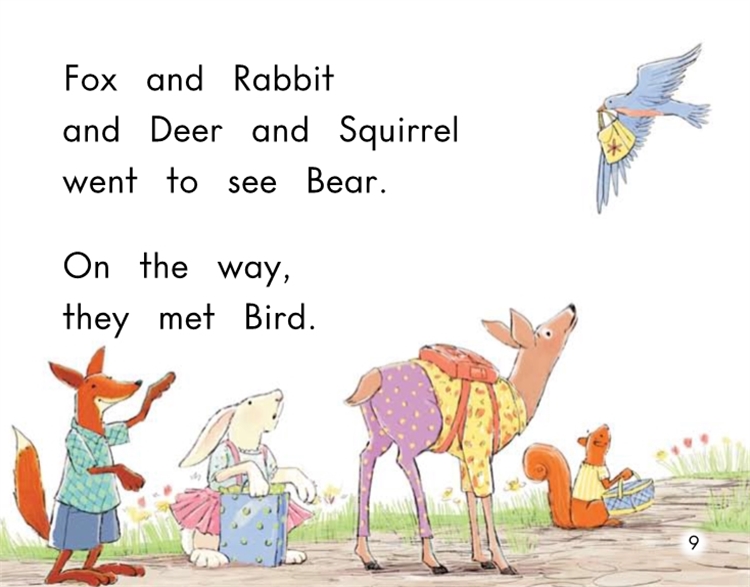 Fox and Rabbit
and Deer and Squirrel
went to see Bear.
On the way,
they met Bird.
9